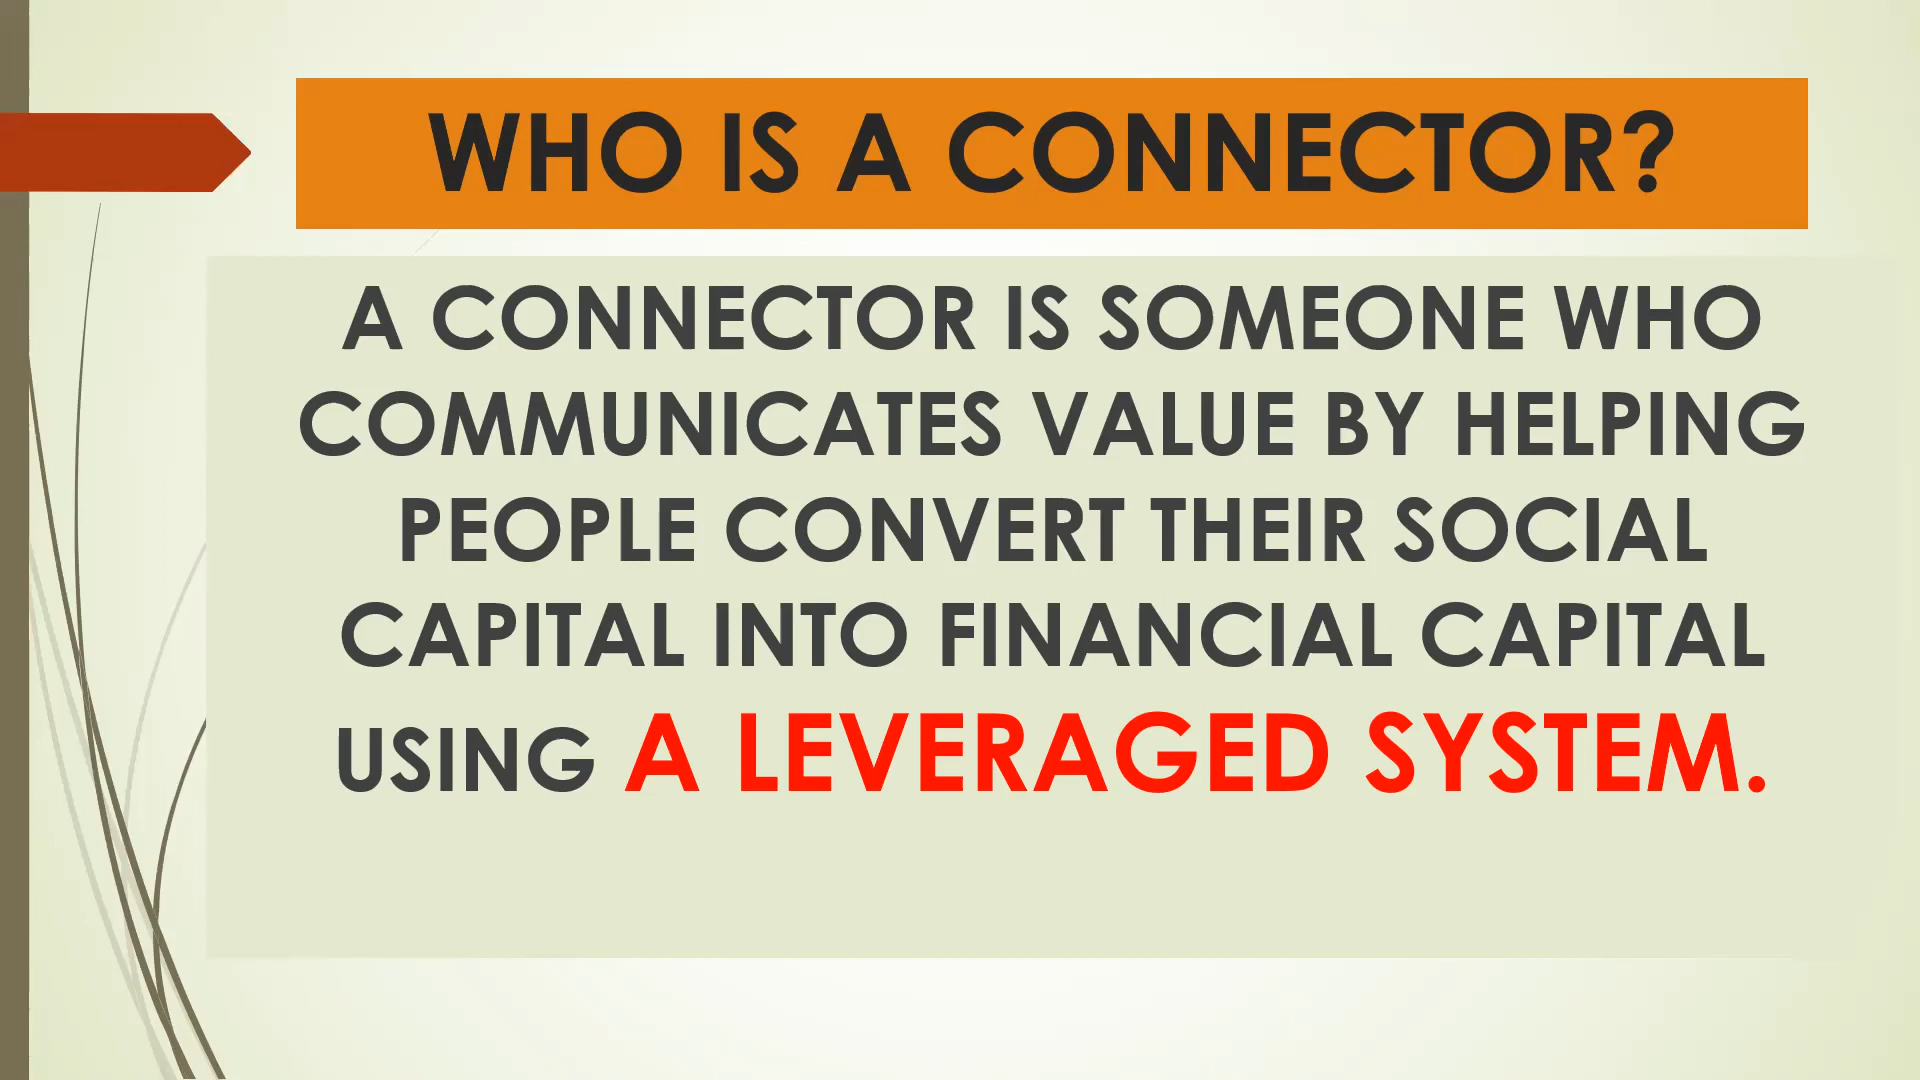 WHO IS A CONNECTOR?
A CONNECTOR IS SOMEONE WHO
COMMUNICATES VALUE BY HELPING
PEOPLE CONVERT THEIR SOCIAL
CAPITAL INTO FINANCIAL CAPITAL
USING A LEVERAGED SYSTEM.